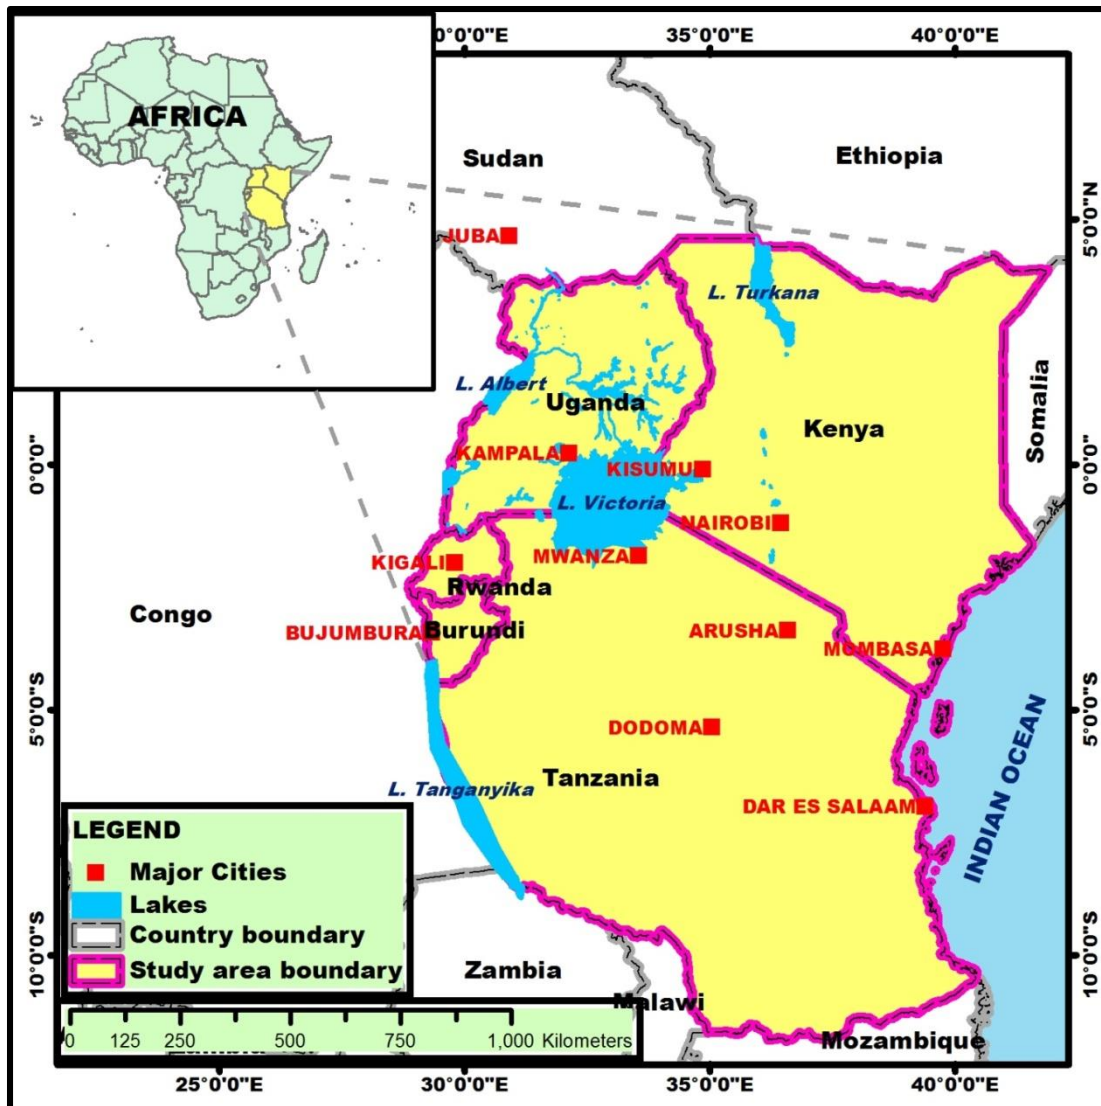 0°0'0"E
35°0'0"E
40°0'0"E
AFRICA
Sudan
Ethiopia
5°0'0"N
JUBA
L. Turkana
L. Albert
Uganda
Kenya
Somalia
KAMPALA
KISUMU
0°0'0"
0°0'0"
L. Victoria
NAIROBI
KIGALI
MWANZA
Rwanda
Congo
BUJUMBURA
Burundi
ARUSHA
MOMBASA
5°0'0"S
5°0'0"S
DODOMA
INDIAN OCEAN
Tanzania
L. Tanganyika
DAR ES SALAAM
LEGEND
Major Cities
Lakes
Country boundary
Study area boundary
10°0'0"S
10°0'0"S
Zambia
Malawi
Mozambique
0 125 250 500 750 1,000 Kilometers
25°0'0"E
30°0'0"E
35°0'0"E
40°0'0"E